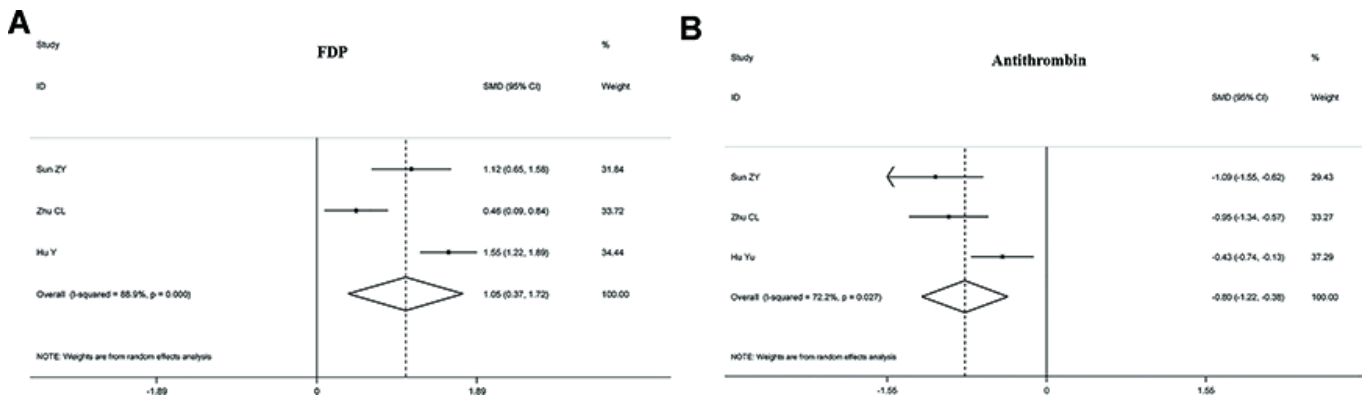 A
Study
FDP
%
ID
SMD (95% CI)
Weight
Sun ZY
1.12 (0.65, 1.58)
31.84
Zhu CL
0.46 (0.09, 0.84)
33.72
Hu Y
1.55 (1.22, 1.89)
34.44
Overall (I-squared = 88.9%, p = 0.000)
1.05 (0.37, 1.72)
100.00
NOTE: Weights are from random effects analysis
-1.89
0
1.89
B
Study
Antithrombin
%
ID
SMD (95% CI)
Weight
Sun ZY
-1.09 (-1.55, -0.62)
29.43
Zhu CL
-0.95 (-1.34, -0.57)
33.27
Hu Yu
-0.43 (-0.74, -0.13)
37.29
Overall (I-squared = 72.2%, p = 0.027)
-0.80 (-1.22, -0.38)
100.00
NOTE: Weights are from random effects analysis
-1.55
0
1.55